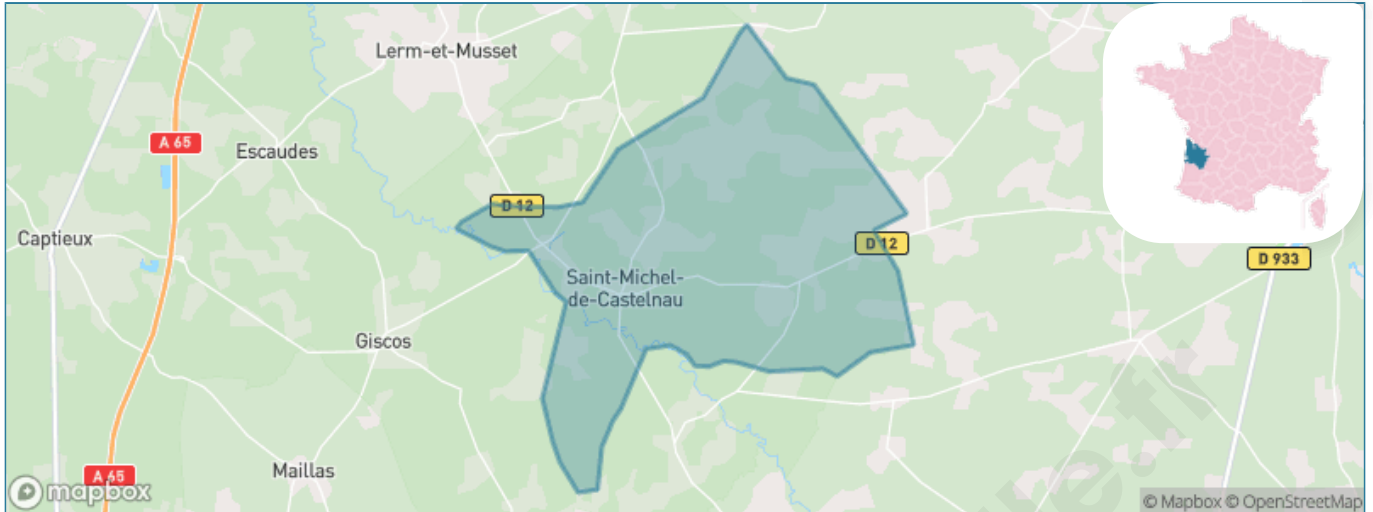 Lerm-et-Musset
A 65
Escaudes
D 12
Captieux
D 12
D 933
Saint-Michel-
de-Castelnau
Giscos
Maillas
A 65
mapbox
© Mapbox © OpenStreetMap